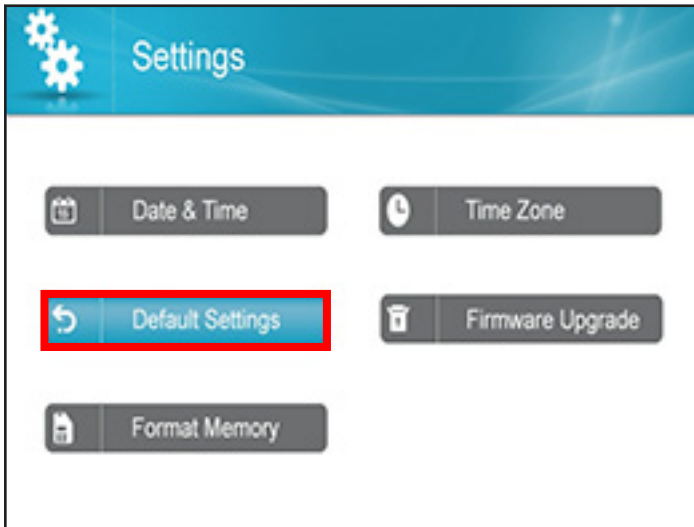 Settings
Date & Time
Time Zone
Default Settings
Firmware Upgrade
Format Memory